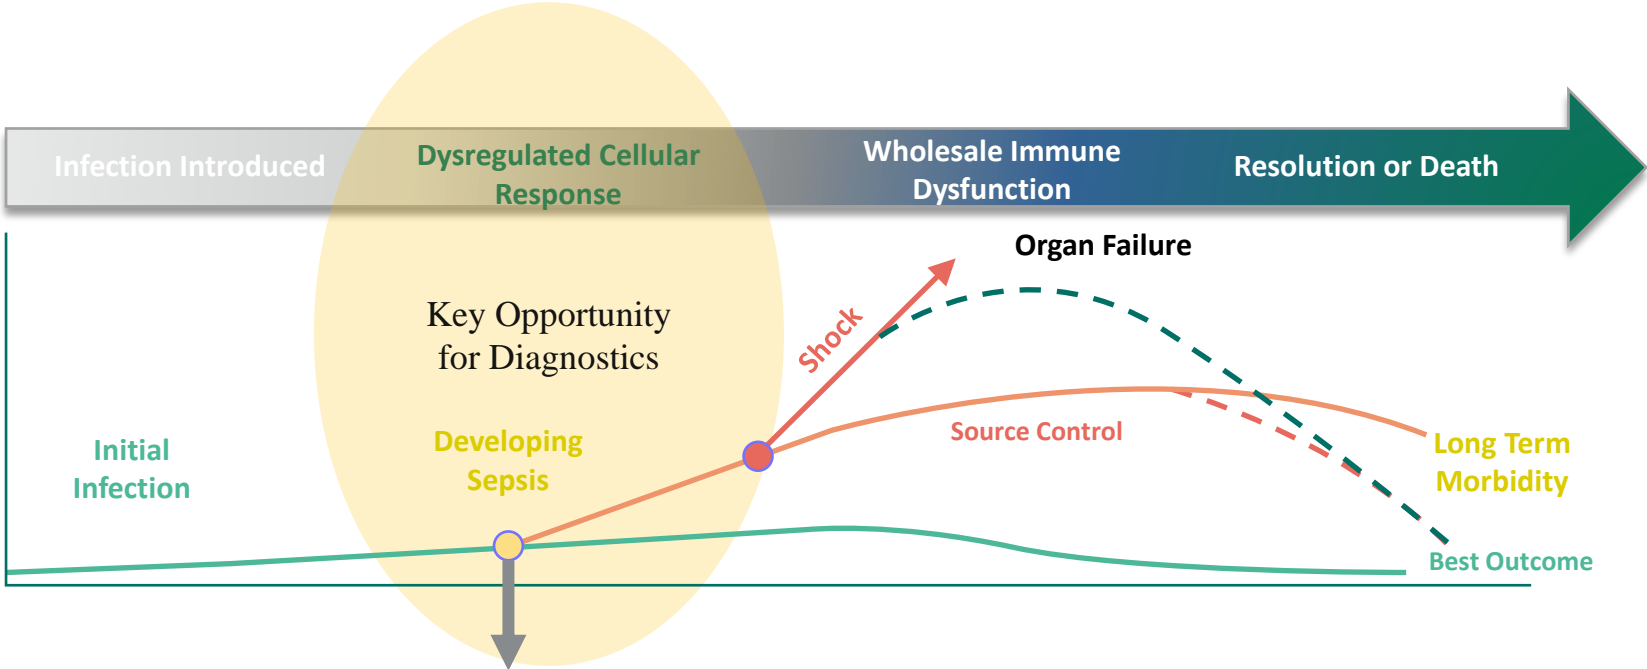 Infection Introduced
Dysregulated Cellular
Response
Wholesale Immune
Dysfunction
Resolution or Death
Organ Failure
Key Opportunity
for Diagnostics
Shock
Initial
Infection
Developing
Sepsis
Source Control
Long Term
Morbidity
Best Outcome